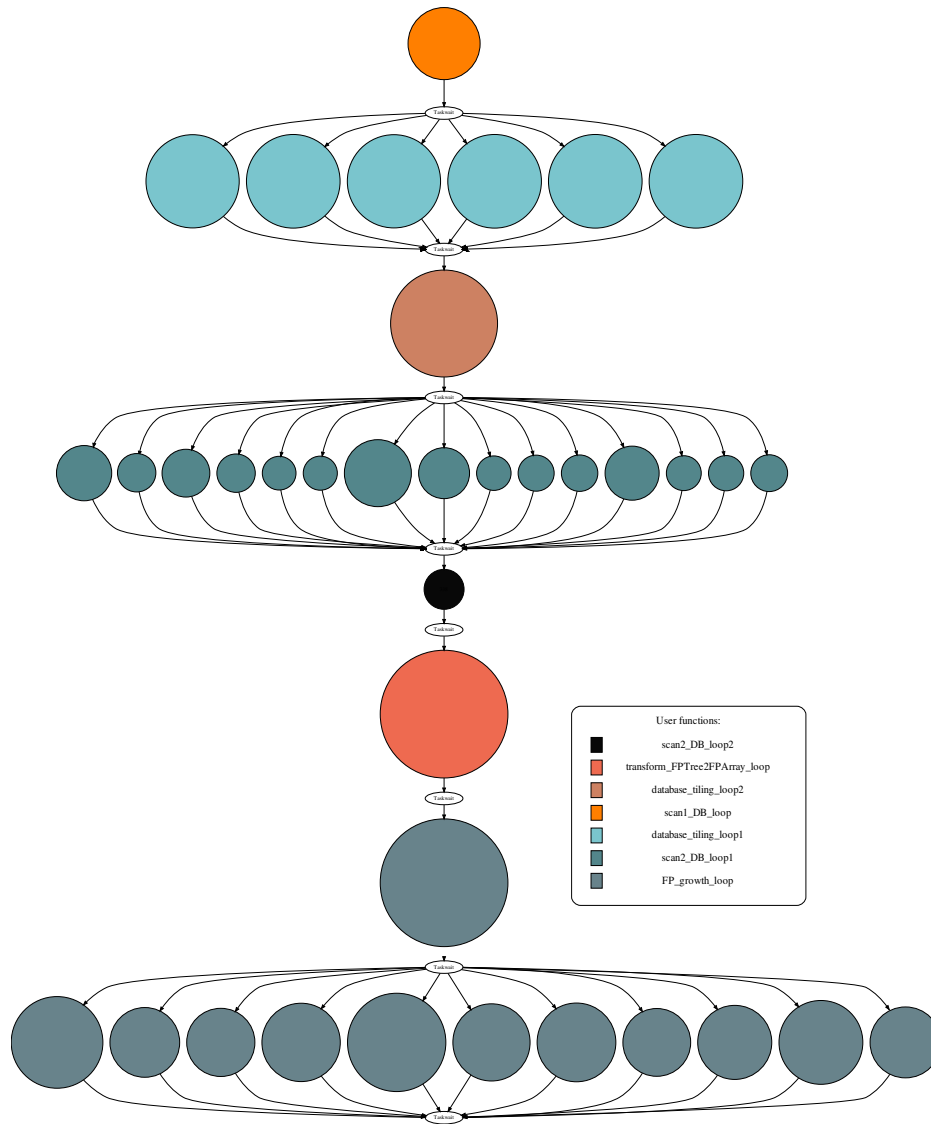 Taskwait
Taskwait
Taskwait
Taskwait
Taskwait
Taskwait
User functions:
scan2_DB_loop2
transform_FPTree2FPArray_loop
database_tiling_loop2
scan1_DB_loop
database_tiling_loop1
scan2_DB_loop1
FP_growth_loop
Taskwait
Taskwait